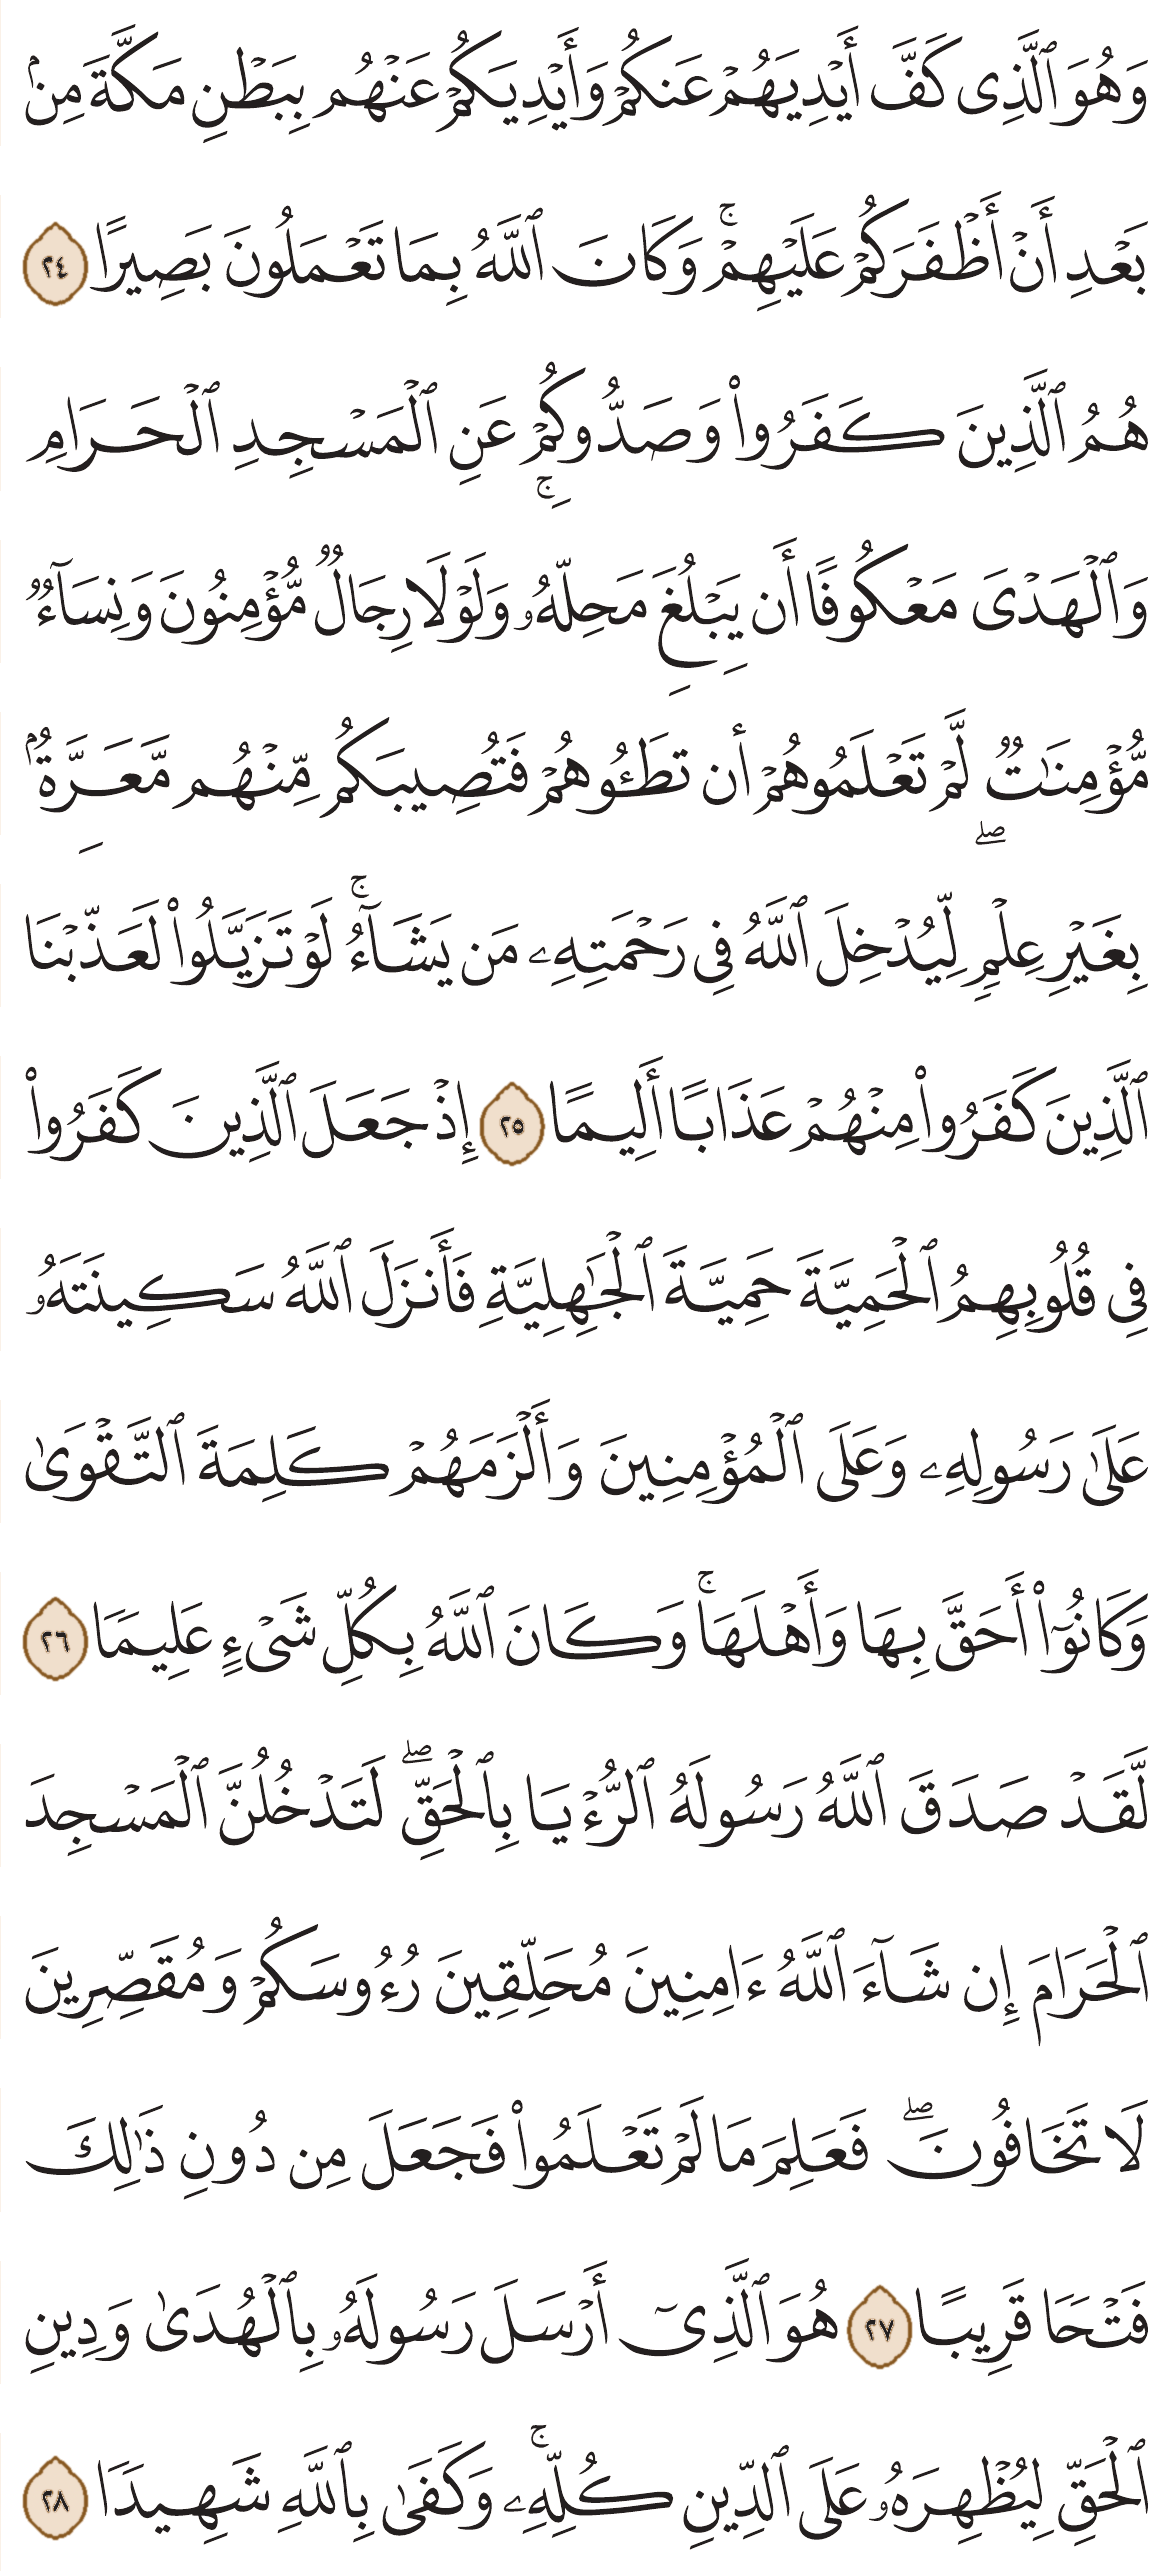 وَهُوَ ٱلَّذِى كَفَّ أَيْدِيَهُمْ عَنكُمْ وَأَيْدِيَكُمْ عَنْهُم بِبَطْنِ مَكَّةَ مِنۢ
بَعْدِ أَنْ أَظْفَرَكُمْ عَلَيْهِمْ ۚ وَكَانَ ٱللَّهُ بِمَا تَعْمَلُونَ بَصِيرًا ٢٤
هُمُ ٱلَّذِينَ كَفَرُوا۟ وَصَدُّوكُمْ عَنِ ٱلْمَسْجِدِ ٱلْحَرَامِ
وَٱلْهَدْىَ مَعْكُوفًا أَن يَبْلُغَ مَحِلَّهُۥ ۚ وَلَوْلَا رِجَالٌ مُّؤْمِنُونَ وَنِسَآءٌ
مُّؤْمِنَـٰتٌ لَّمْ تَعْلَمُوهُمْ أَن تَطَـُٔوهُمْ فَتُصِيبَكُم مِّنْهُم مَّعَرَّةٌۢ
بِغَيْرِ عِلْمٍ ۖ لِّيُدْخِلَ ٱللَّهُ فِى رَحْمَتِهِۦ مَن يَشَآءُ ۚ لَوْ تَزَيَّلُوا۟ لَعَذَّبْنَا
ٱلَّذِينَ كَفَرُوا۟ مِنْهُمْ عَذَابًا أَلِيمًا ٢٥ إِذْ جَعَلَ ٱلَّذِينَ كَفَرُوا۟
فِى قُلُوبِهِمُ ٱلْحَمِيَّةَ حَمِيَّةَ ٱلْجَـٰهِلِيَّةِ فَأَنزَلَ ٱللَّهُ سَكِينَتَهُۥ
عَلَىٰ رَسُولِهِۦ وَعَلَى ٱلْمُؤْمِنِينَ وَأَلْزَمَهُمْ كَلِمَةَ ٱلتَّقْوَىٰ
وَكَانُوٓا۟ أَحَقَّ بِهَا وَأَهْلَهَا ۚ وَكَانَ ٱللَّهُ بِكُلِّ شَىْءٍ عَلِيمًا ٢٦
لَّقَدْ صَدَقَ ٱللَّهُ رَسُولَهُ ٱلرُّءْيَا بِٱلْحَقِّ ۖ لَتَدْخُلُنَّ ٱلْمَسْجِدَ
ٱلْحَرَامَ إِن شَآءَ ٱللَّهُ ءَامِنِينَ مُحَلِّقِينَ رُءُوسَكُمْ وَمُقَصِّرِينَ
لَا تَخَافُونَ ۖ فَعَلِمَ مَا لَمْ تَعْلَمُوا۟ فَجَعَلَ مِن دُونِ ذَٰلِكَ
فَتْحًا قَرِيبًا ٢٧ هُوَ ٱلَّذِىٓ أَرْسَلَ رَسُولَهُۥ بِٱلْهُدَىٰ وَدِينِ
ٱلْحَقِّ لِيُظْهِرَهُۥ عَلَى ٱلدِّينِ كُلِّهِۦ ۚ وَكَفَىٰ بِٱللَّهِ شَهِيدًا ٢٨